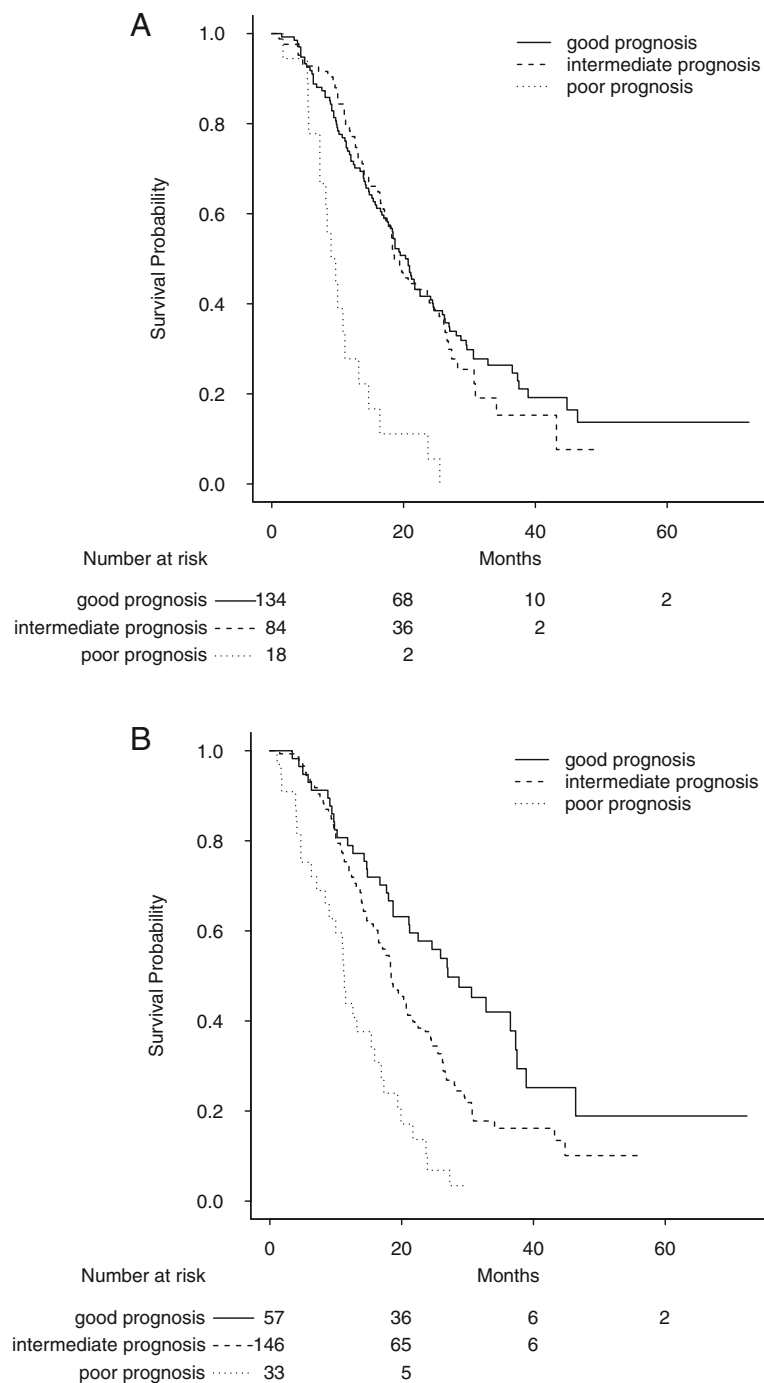 A
good prognosis
intermediate prognosis
poor prognosis
Survival Probability
1.0
0.8
0.6
0.4
0.2
0.0
0 20 40 60
Number at risk Months
good prognosis 134 68 10 2
intermediate prognosis 84 36 2
poor prognosis 18 2
B
good prognosis
intermediate prognosis
poor prognosis
Survival Probability
1.0
0.8
0.6
0.4
0.2
0.0
0 20 40 60
Number at risk Months
good prognosis 57 36 6 2
intermediate prognosis 146 65 6
poor prognosis 33 5